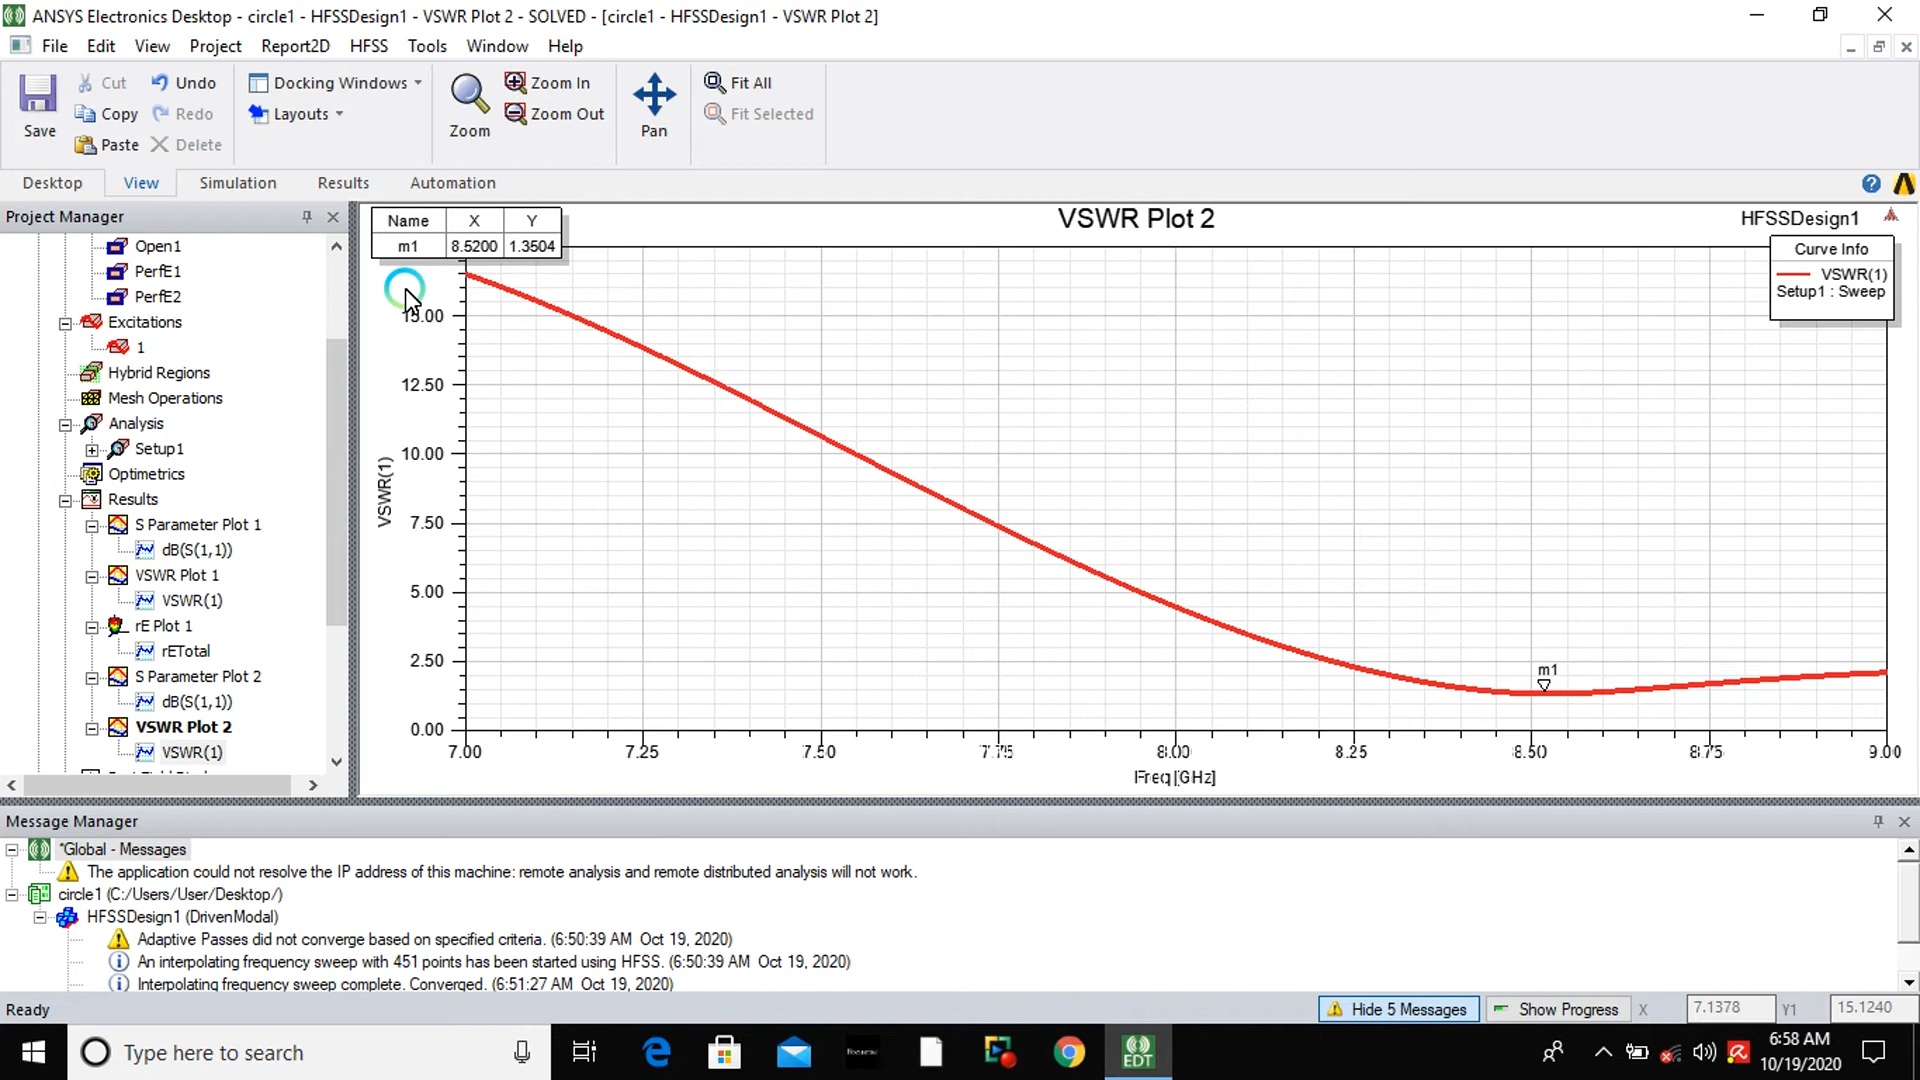 ANSYS Electronics Desktop - circle1 - HFSSDesign1 - VSWR Plot 2 - SOLVED - [circle1 - HFSSDesign1 - VSWR Plot 2]
File Edit View Project Report2D HFSS Tools Window Help
Save
Cut
Copy
Paste
Undo
Redo
Delete
Docking Windows
Layouts
Zoom
Zoom In
Zoom Out
Pan
Fit All
Fit Selected
Desktop View Simulation Results Automation
Project Manager
Open1
PerfE1
PerfE2
Excitations
1
Hybrid Regions
Mesh Operations
Analysis
Setup1
Optimetrics
Results
S Parameter Plot 1
dB(S(1,1))
VSWR Plot 1
VSWR(1)
rE Plot 1
rETotal
S Parameter Plot 2
dB(S(1,1))
VSWR Plot 2
VSWR(1)
Name X Y
m1 8.5200 1.3504
VSWR Plot 2
HFSSDesign1
Curve Info
VSWR(1)
Setup1 : Sweep
15.00
12.50
10.00
7.50
5.00
2.50
0.00
VSWR(1)
m1
7.00 7.25 7.50 7.75 8.00 8.25 8.50 8.75 9.00
Freq [GHz]
Message Manager
*Global - Messages
The application could not resolve the IP address of this machine: remote analysis and remote distributed analysis will not work.
circle1 (C:/Users/User/Desktop/)
HFSSDesign1 (DrivenModal)
Adaptive Passes did not converge based on specified criteria. (6:50:39 AM Oct 19, 2020)
An interpolating frequency sweep with 451 points has been started using HFSS. (6:50:39 AM Oct 19, 2020)
Interpolating frequency sweep complete. Converged. (6:51:27 AM Oct 19, 2020)
Ready
Hide 5 Messages
Show Progress
X 7.1378 Y1 15.1240
Type here to search
EDT
6:58 AM
10/19/2020